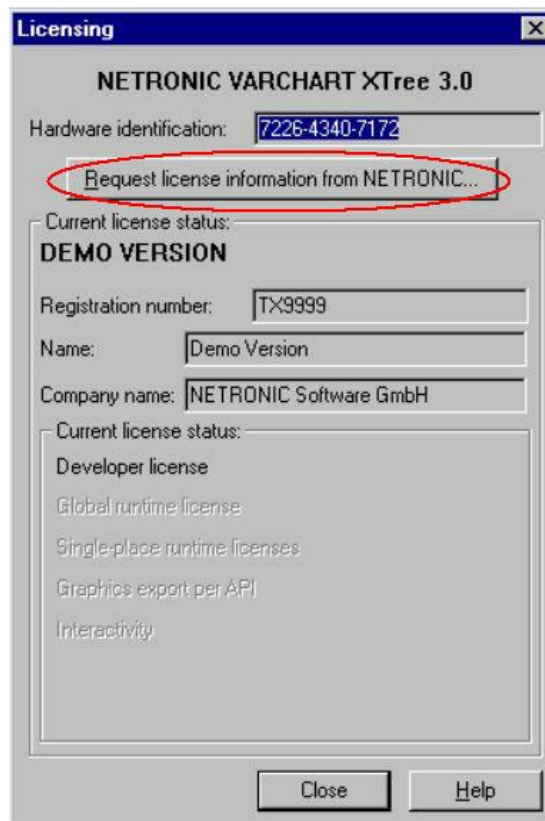 Licensing
NETRONIC VARCHART XTree 3.0
Hardware identification: 7226-4340-7172
Request license information from NETRONIC...
Current license status:
DEMO VERSION
Registration number: TX9999
Name: Demo Version
Company name: NETRONIC Software GmbH
Current license status:
Developer license
Global runtime license
Single-place runtime licenses
Graphics export per API
Interactivity
Close Help